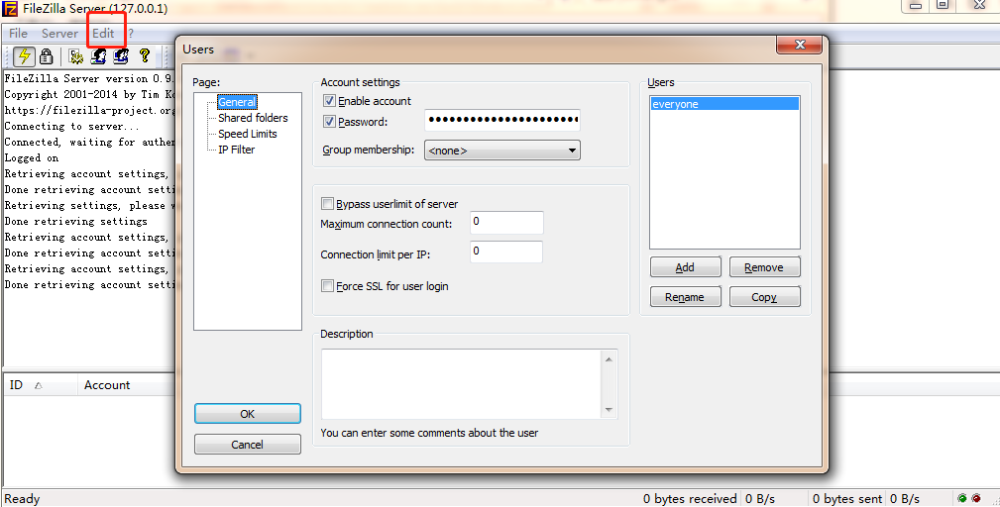 FileZilla Server (127.0.0.1)
File Server Edit ?
FileZilla Server version 0.9.
Copyright 2001-2014 by Tim Ko
https://filezilla-project.org
Connecting to server...
Connected, waiting for authen
Logged on
Retrieving account settings,
Done retrieving account setti
Retrieving settings, please w
Done retrieving settings
Retrieving account settings,
Done retrieving account setti
Retrieving account settings,
Done retrieving account setti
Users
Page:
General
Shared folders
Speed Limits
IP Filter
OK
Cancel
Account settings
Enable account
Password:
Group membership: <none>
Bypass userlimit of server
Maximum connection count: 0
Connection limit per IP: 0
Force SSL for user login
Description
You can enter some comments about the user
Users
everyone
Add Remove
Rename Copy
ID Account
Ready 0 bytes received 0 B/s 0 bytes sent 0 B/s